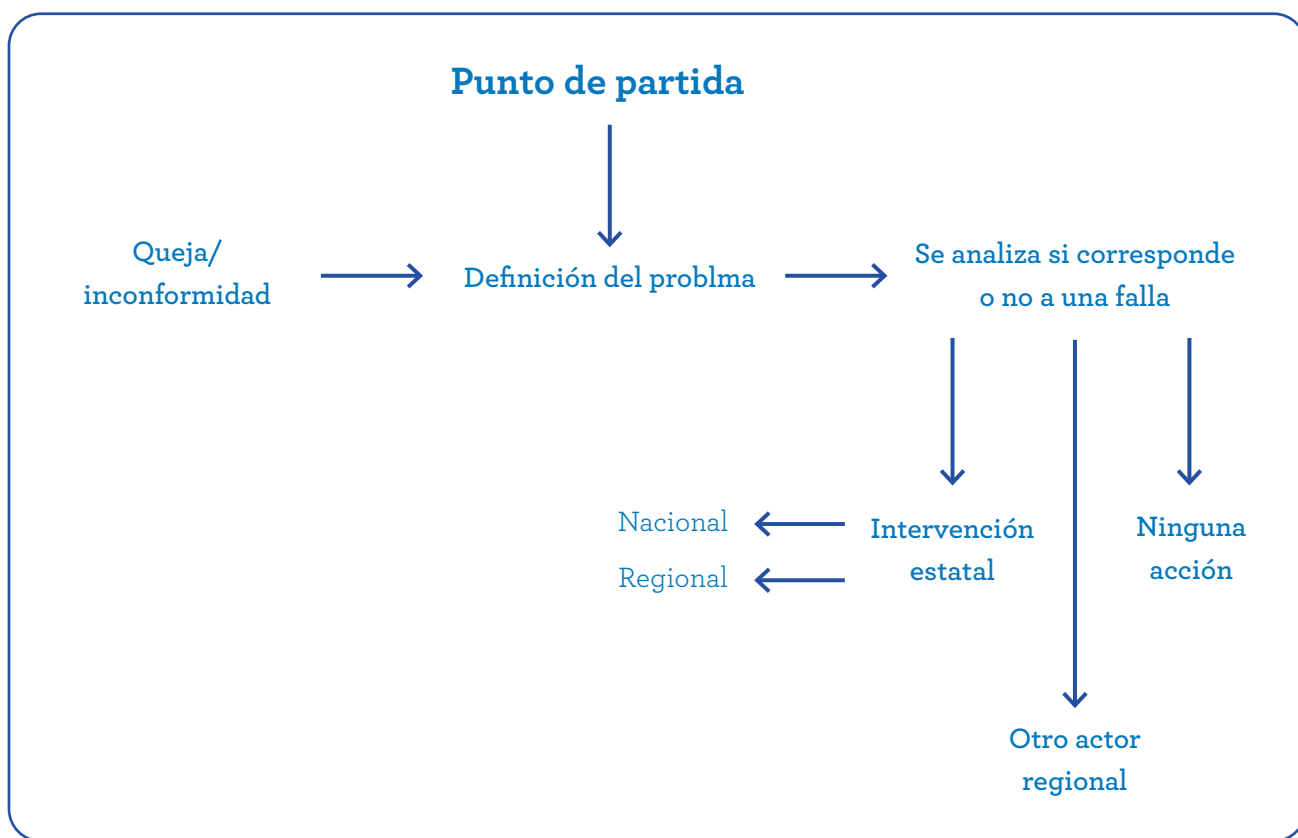 Punto de partida
Queja/
inconformidad
Definición del problma
Se analiza si corresponde
o no a una falla
Nacional
Regional
Intervención
estatal
Ninguna
acción
Otro actor
regional